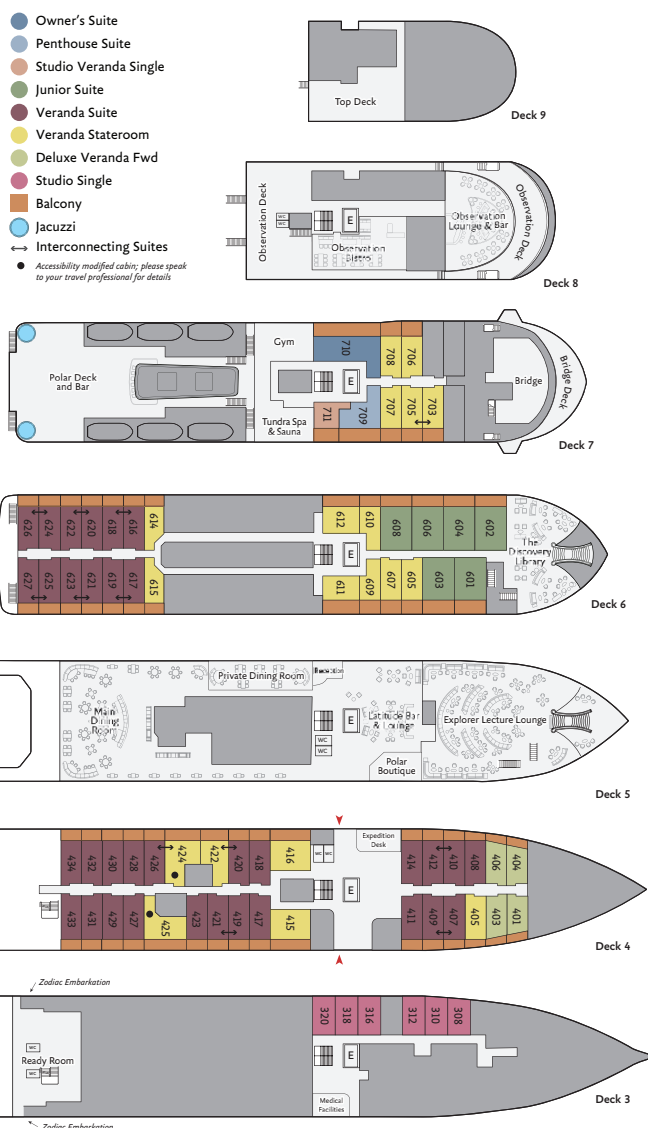 Owner's Suite
Penthouse Suite
Studio Veranda Single
Junior Suite
Veranda Suite
Veranda Stateroom
Deluxe Veranda Fwd
Studio Single
Balcony
Jacuzzi
Interconnecting Suites
Accessibility modified cabin; please speak
to your travel professional for details
Top Deck
Deck 9
Observation Deck
WC
WC
E
Observation
Bistro
Observation
Lounge & Bar
Observation Deck
Deck 8
Polar Deck
and Bar
Gym
Tundra Spa
& Sauna
710
708
706
E
711
709
707
705
703
Bridge
Bridge Deck
Deck 7
626
624
622
620
618
616
614
612
610
608
606
604
602
E
627
625
623
621
619
617
615
611
609
607
605
603
601
The
Discovery
Library
Deck 6
Main
Dining
Room
Private Dining Room
Reception
E
WC
WC
Latitude Bar
& Lounge
Polar
Boutique
Explorer Lecture Lounge
Deck 5
434
432
430
428
426
424
422
420
418
416
WC
WC
Expedition
Desk
414
412
410
408
406
404
E
433
431
429
427
425
423
421
419
417
415
411
409
407
405
403
401
Deck 4
Zodiac Embarkation
320
318
316
312
310
308
WC
Ready Room
WC
E
Medical
Facilities
Deck 3
Zodiac Embarkation